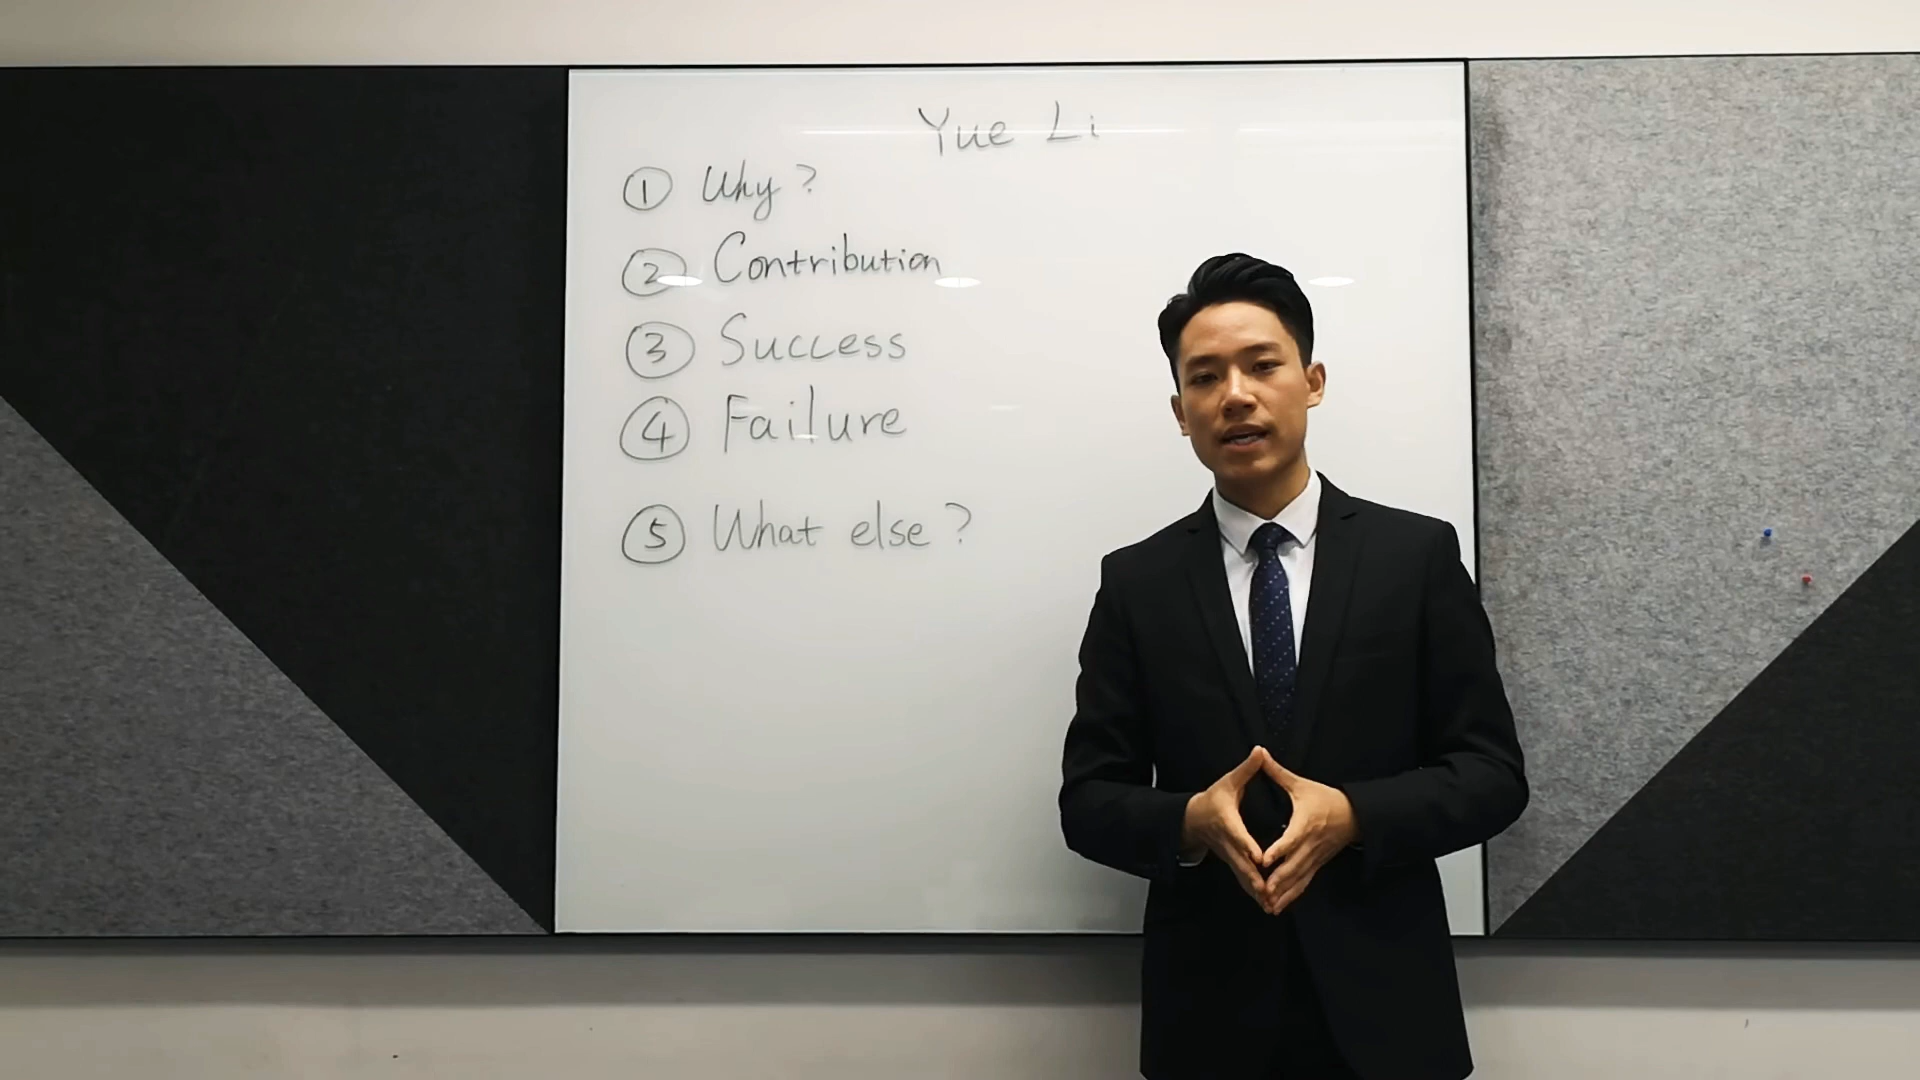 Yue Li
① Why?
② Contribution
③ Success
④ Failure
⑤ What else?